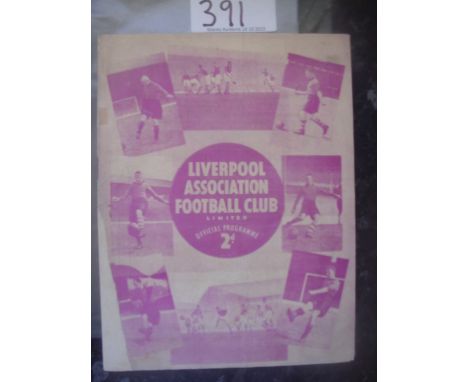 391
LIVERPOOL
ASSOCIATION
FOOTBALL CLUB
LIMITED
OFFICIAL PROGRAMME
2d